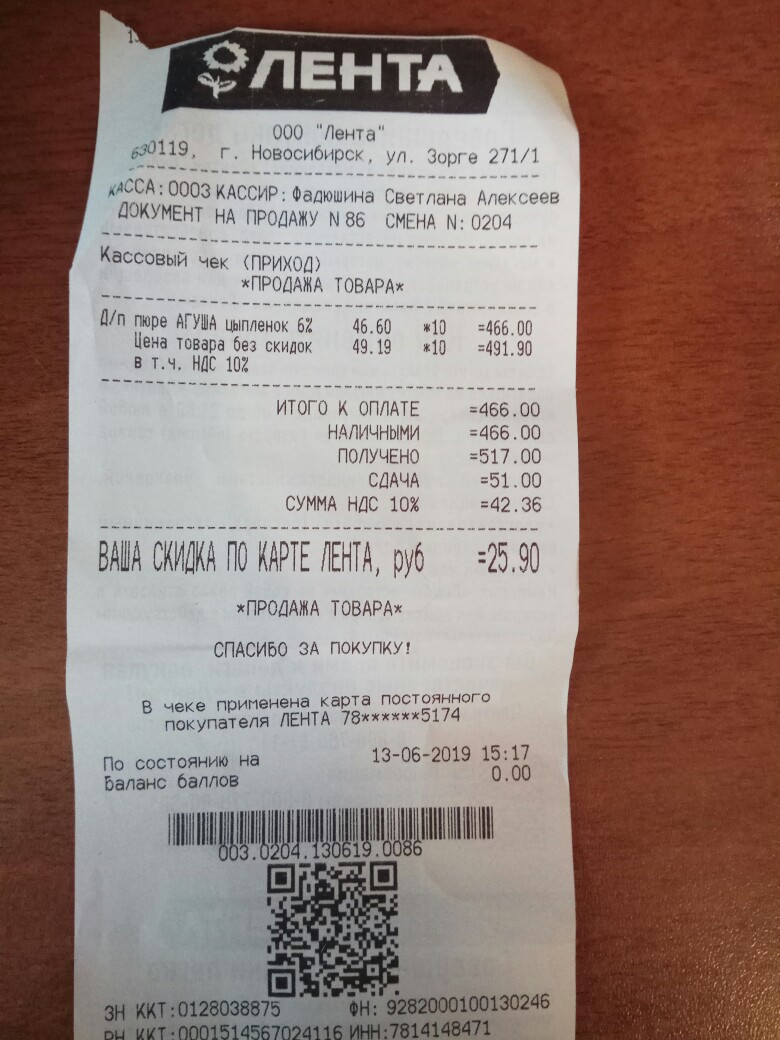 ЛЕНТА
ООО "Лента"
630119, г. Новосибирск, ул. Зорге 271/1
КАССА:0003 КАССИР: Фадюшина Светлана Алексеев
ДОКУМЕНТ НА ПРОДАЖУ N 86 СМЕНА N: 0204
Кассовый чек (ПРИХОД)
*ПРОДАЖА ТОВАРА*
Д/п пюре АГУША цыпленок 6% 46.60 *10 =466.00
Цена товара без скидок 49.19 *10 =491.90
в т.ч. НДС 10%
ИТОГО К ОПЛАТЕ =466.00
НАЛИЧНЫМИ =466.00
ПОЛУЧЕНО =517.00
СДАЧА =51.00
СУММА НДС 10% =42.36
ВАША СКИДКА ПО КАРТЕ ЛЕНТА, руб =25.90
*ПРОДАЖА ТОВАРА*
СПАСИБО ЗА ПОКУПКУ!
В чеке применена карта постоянного
покупателя ЛЕНТА 78******5174
По состоянию на 13-06-2019 15:17
Баланс баллов 0.00
003.0204.130619.0086
ЗН ККТ:0128038875 ФН: 9282000100130246
РН ККТ:0001514567024116 ИНН:7814148471